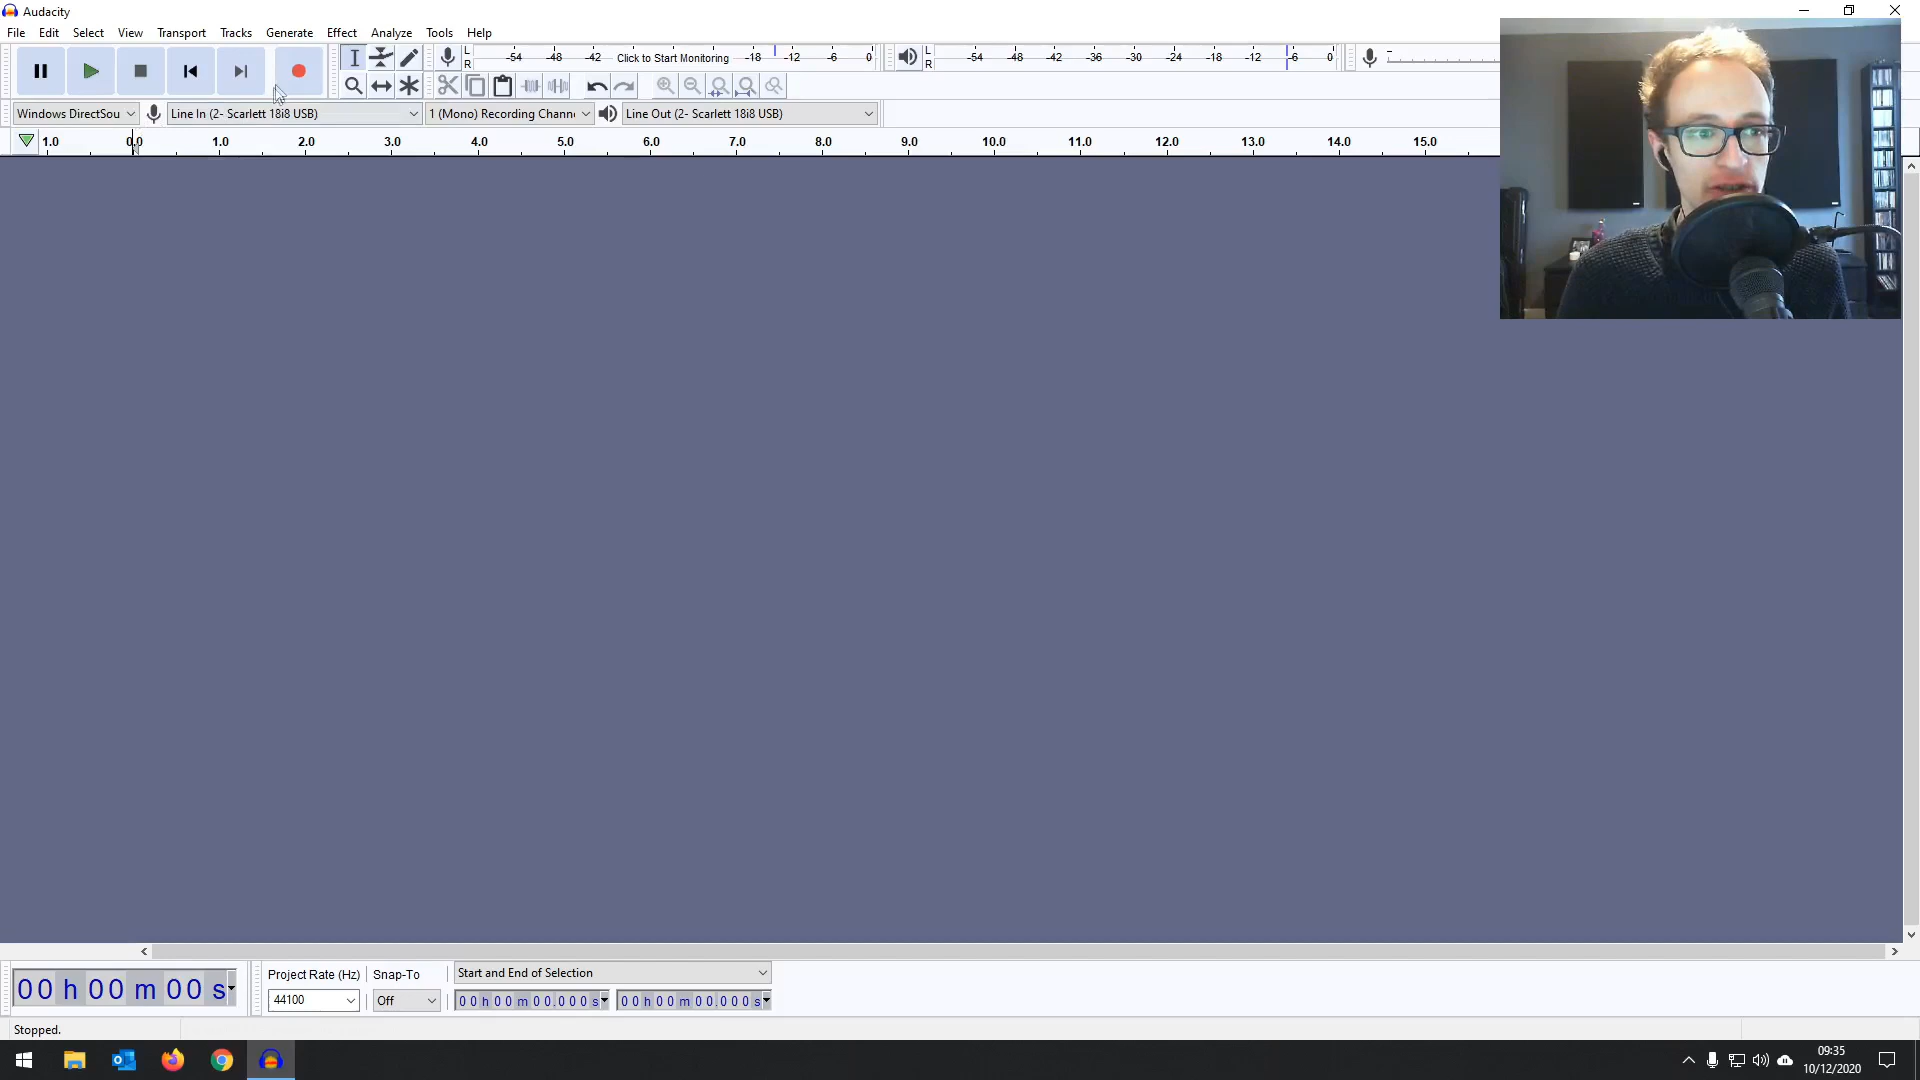 Audacity
File Edit Select View Transport Tracks Generate Effect Analyze Tools Help
L -54 -48 -42 Click to Start Monitoring -18 -12 -6 0 L -54 -48 -42 -36 -30 -24 -18 -12 -6 0
R R
Windows DirectSou Line In (2- Scarlett 18i8 USB) 1 (Mono) Recording Chann Line Out (2- Scarlett 18i8 USB)
1.0 0.0 1.0 2.0 3.0 4.0 5.0 6.0 7.0 8.0 9.0 10.0 11.0 12.0 13.0 14.0 15.0
Project Rate (Hz) Snap-To Start and End of Selection
00 h 00 m 00 s 44100 Off 00 h 00 m 00.000 s 00 h 00 m 00.000 s
Stopped.
09:35
10/12/2020